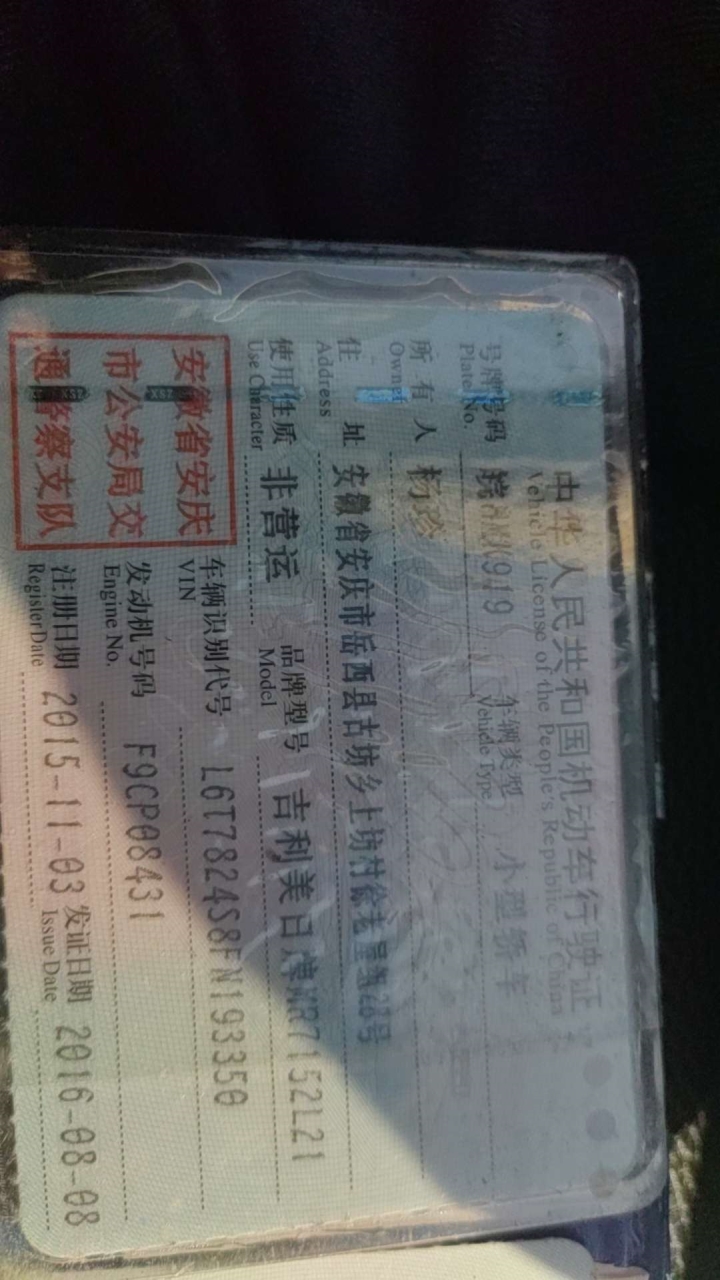 中华人民共和国机动车行驶证
Vehicle License of the People's Republic of China
号牌号码 919 车辆类型 小型轿车
Plate No. Vehicle Type
所有人 杨珍
Owner
住址 安徽省安庆市岳西县古坊乡上坊村 号
Address
使用性质 非营运 品牌型号 吉利美日牌MR7152L21
Use Character Model
安徽省安庆
市公安局交
通警察支队
车辆识别代号 L6T7824S8FN193350
VIN
发动机号码 F9CP08431
Engine No.
注册日期 2015-11-03 发证日期 2016-08-08
Register Date Issue Date